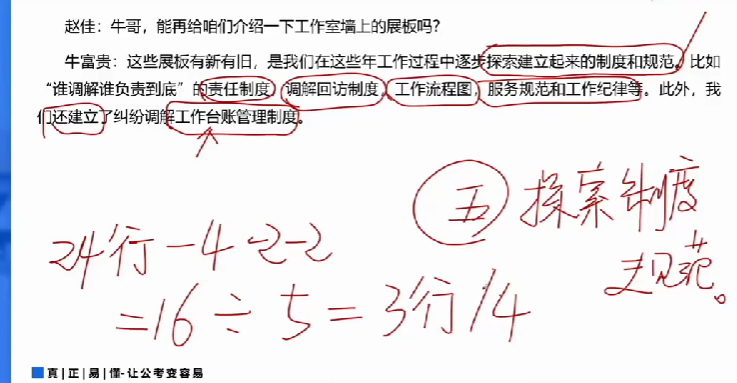 赵佳：牛哥，能再给咱们介绍一下工作室墙上的展板吗？
牛富贵：这些展板有新有旧，是我们在这些年工作过程中逐步探索建立起来的制度和规范。比如
“谁调解谁负责到底”的责任制度、调解回访制度、工作流程图、服务规范和工作纪律等。此外，我
们还建立了纠纷调解工作台账管理制度。
五 探索制度
规范。
24行-4-2-2
=16÷5=3行/4
真|正|易|懂-让公考变容易